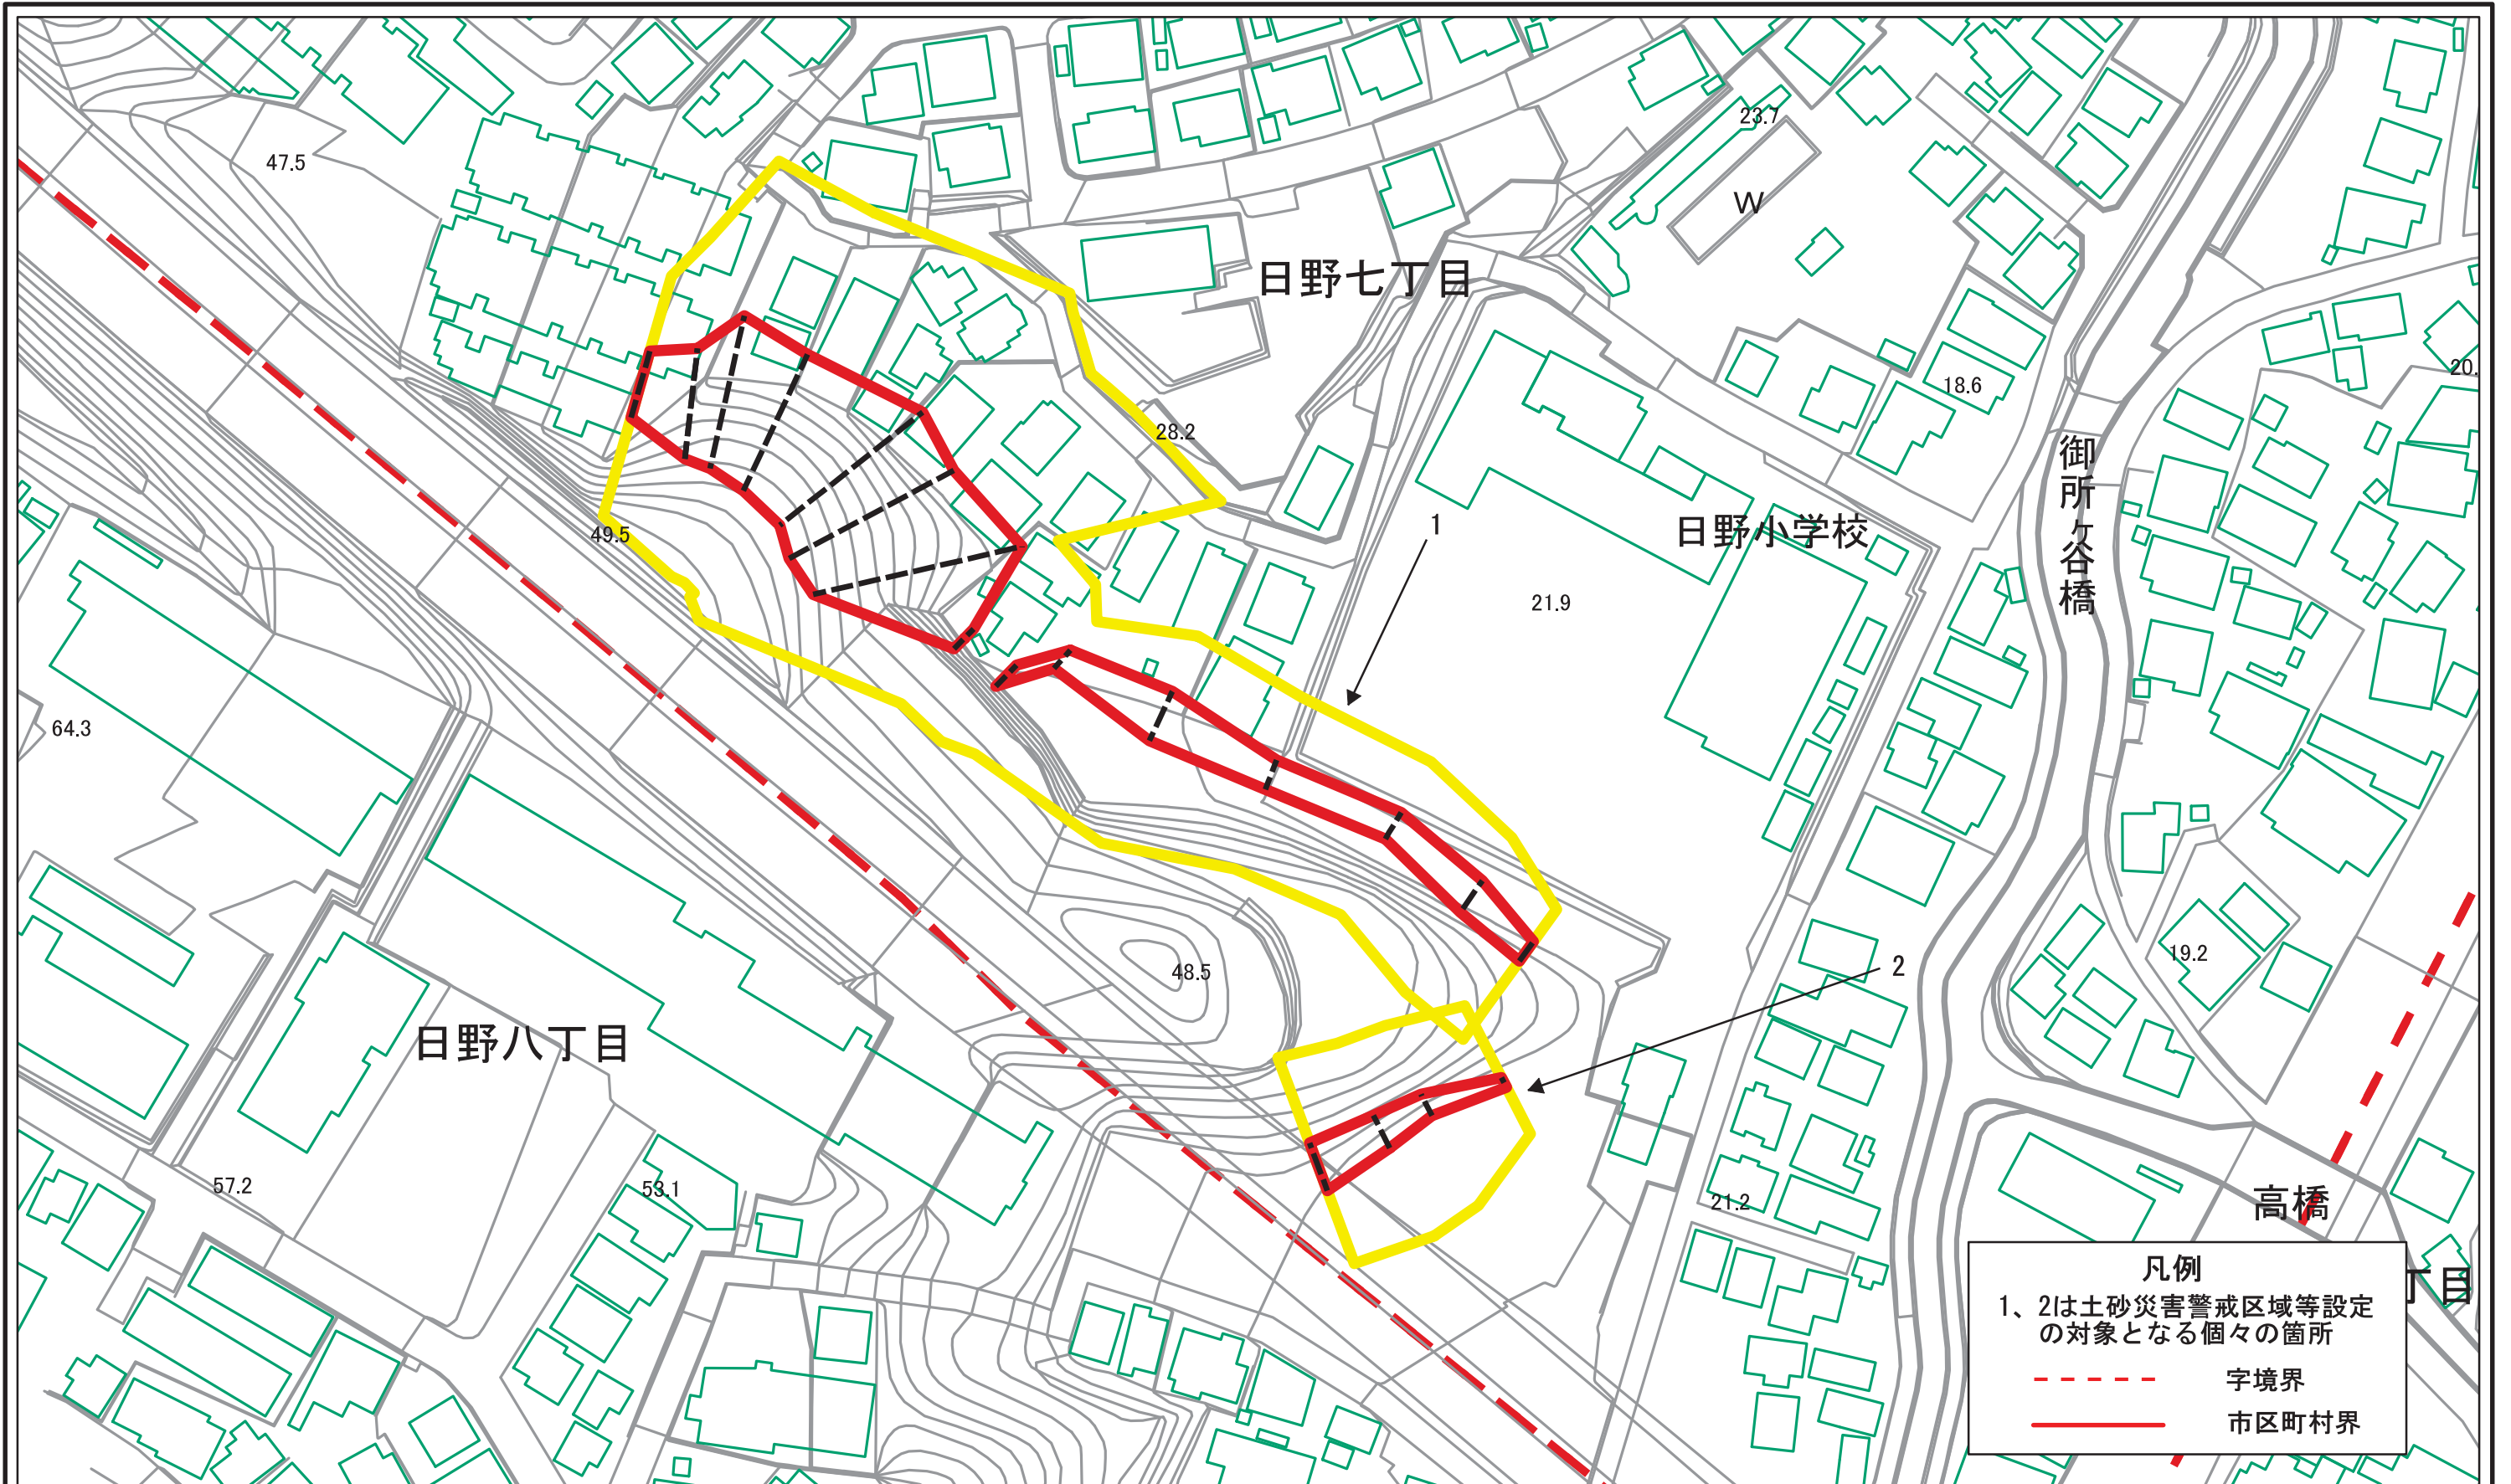 23.7
47.5
W
日野七丁目
20.
18.6
28.2
御所ヶ谷橋
1
日野小学校
49.5
21.9
64.3
19.2
2
48.5
日野八丁目
57.2
53.1
21.2
高橋
丁目
凡例
1、2は土砂災害警戒区域等設定
の対象となる個々の箇所
字境界
市区町村界